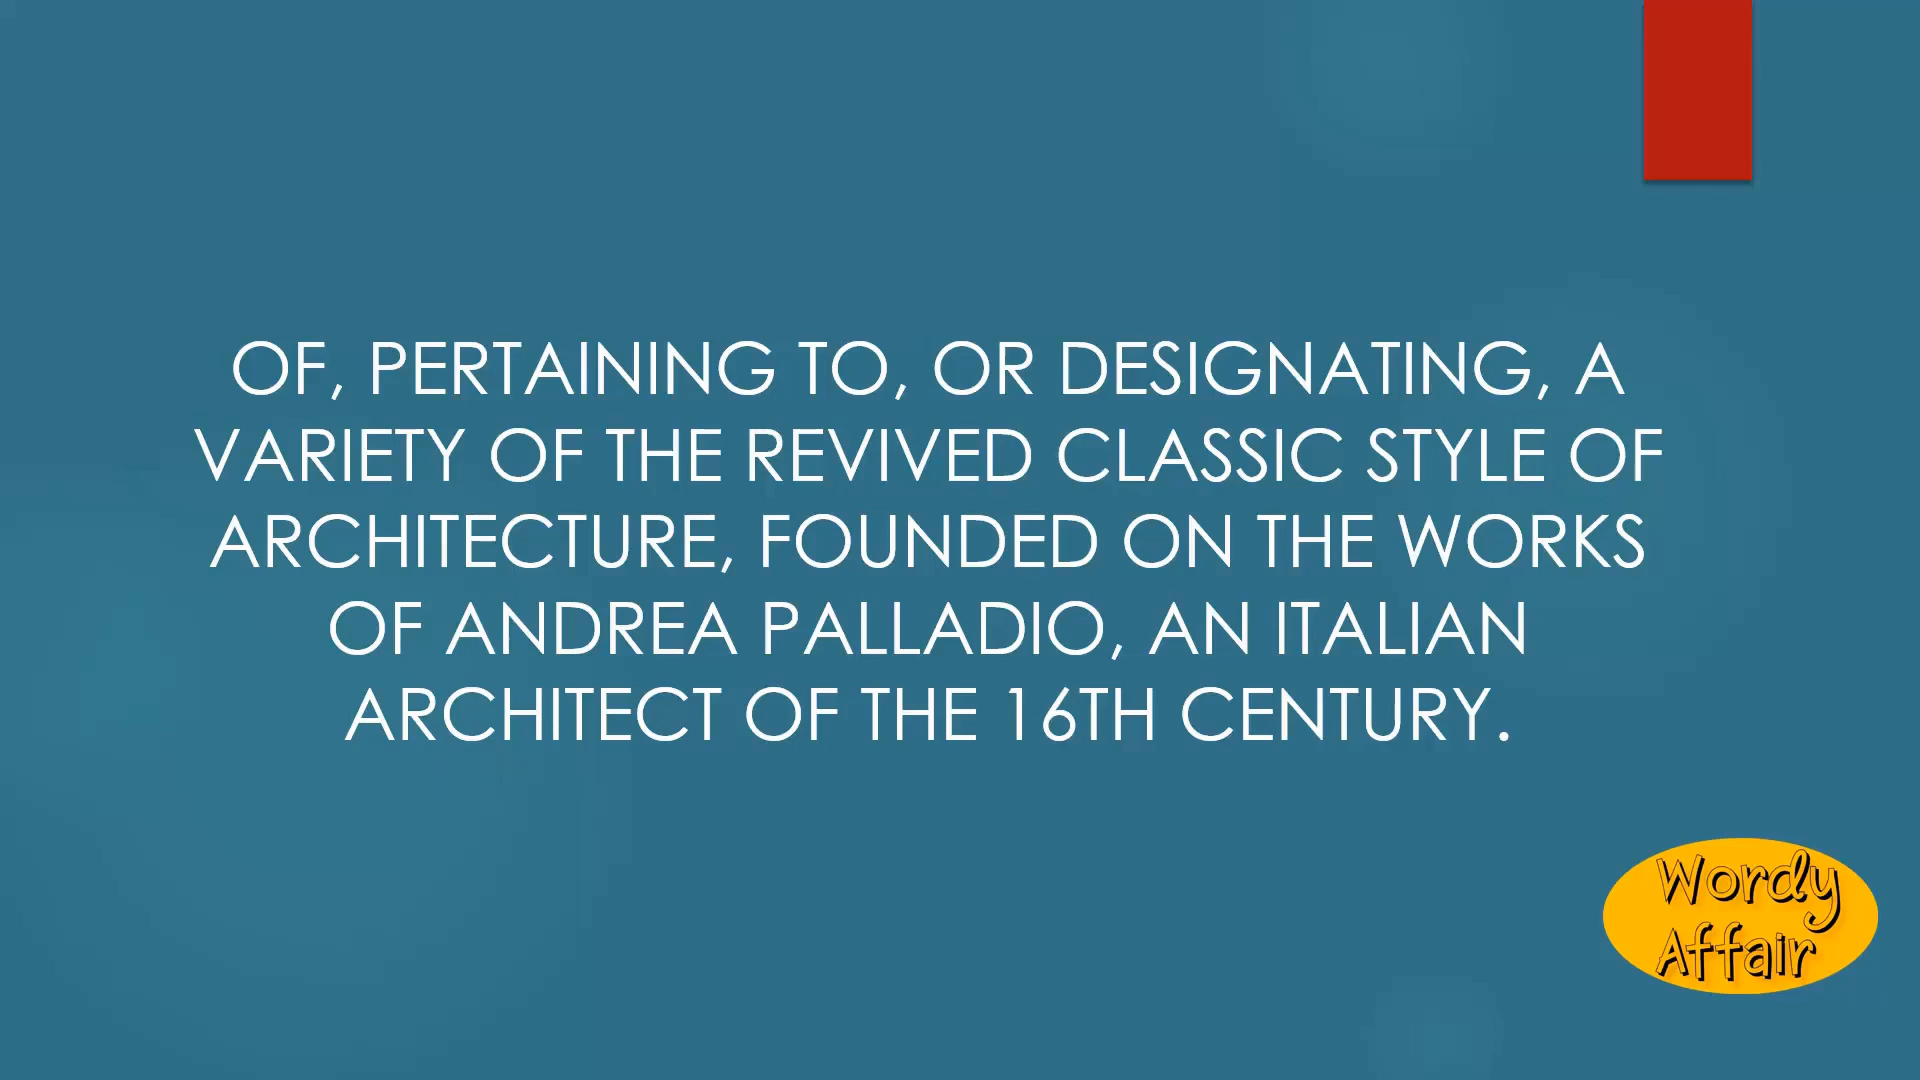 OF, PERTAINING TO, OR DESIGNATING, A
VARIETY OF THE REVIVED CLASSIC STYLE OF
ARCHITECTURE, FOUNDED ON THE WORKS
OF ANDREA PALLADIO, AN ITALIAN
ARCHITECT OF THE 16TH CENTURY.
Wordy
Affair